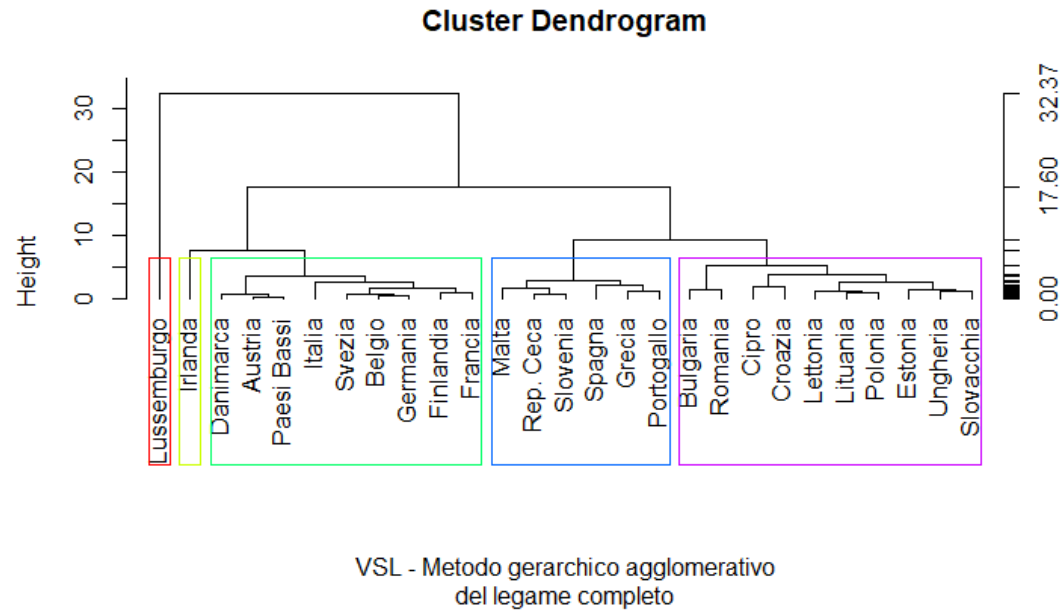 Cluster Dendrogram
Height
0
10
20
30
0.00
17.60
32.37
Lussemburgo
Irlanda
Danimarca
Austria
Paesi Bassi
Italia
Svezia
Belgio
Germania
Finlandia
Francia
Malta
Rep. Ceca
Slovenia
Spagna
Grecia
Portogallo
Bulgaria
Romania
Cipro
Croazia
Lettonia
Lituania
Polonia
Estonia
Ungheria
Slovacchia
VSL - Metodo gerarchico agglomerativo
del legame completo